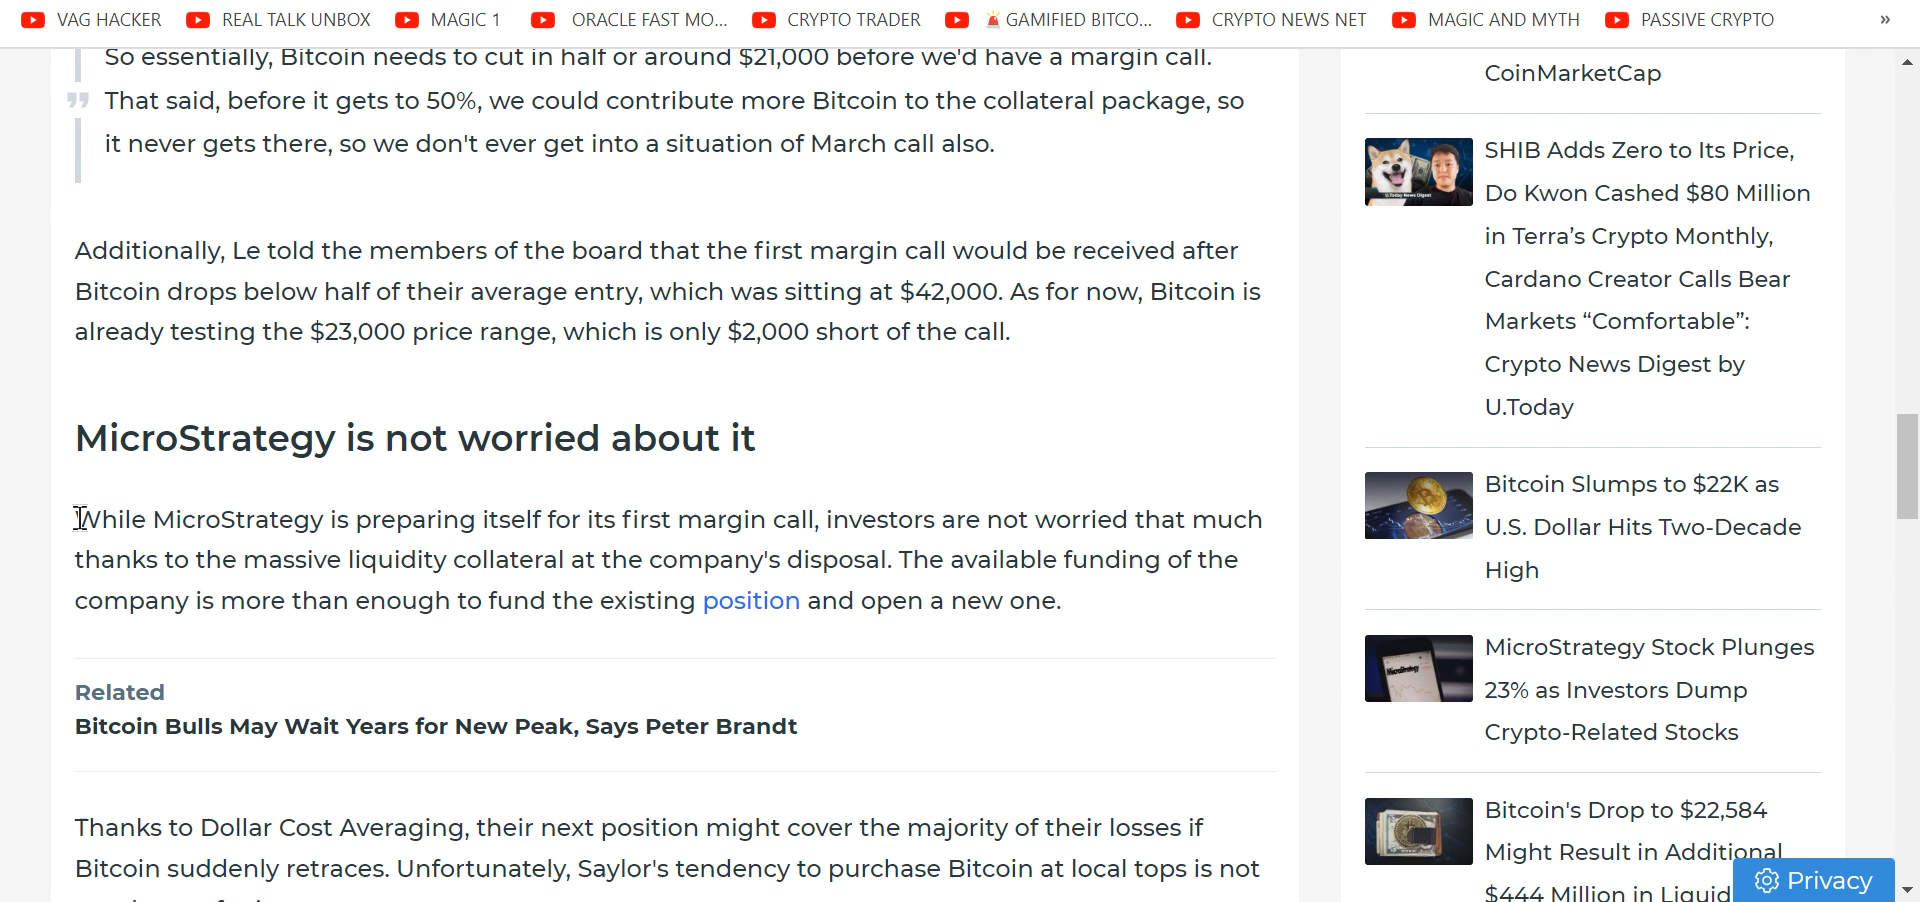 VAG HACKER REAL TALK UNBOX MAGIC 1 ORACLE FAST MO... CRYPTO TRADER GAMIFIED BITCO... CRYPTO NEWS NET MAGIC AND MYTH PASSIVE CRYPTO »
So essentially, Bitcoin needs to cut in half or around $21,000 before we'd have a margin call.
That said, before it gets to 50%, we could contribute more Bitcoin to the collateral package, so
it never gets there, so we don't ever get into a situation of March call also.
Additionally, Le told the members of the board that the first margin call would be received after
Bitcoin drops below half of their average entry, which was sitting at $42,000. As for now, Bitcoin is
already testing the $23,000 price range, which is only $2,000 short of the call.
MicroStrategy is not worried about it
While MicroStrategy is preparing itself for its first margin call, investors are not worried that much
thanks to the massive liquidity collateral at the company's disposal. The available funding of the
company is more than enough to fund the existing position and open a new one.
Related
Bitcoin Bulls May Wait Years for New Peak, Says Peter Brandt
Thanks to Dollar Cost Averaging, their next position might cover the majority of their losses if
Bitcoin suddenly retraces. Unfortunately, Saylor's tendency to purchase Bitcoin at local tops is not
CoinMarketCap
SHIB Adds Zero to Its Price,
Do Kwon Cashed $80 Million
in Terra’s Crypto Monthly,
Cardano Creator Calls Bear
Markets “Comfortable”:
Crypto News Digest by
U.Today
Bitcoin Slumps to $22K as
U.S. Dollar Hits Two-Decade
High
MicroStrategy Stock Plunges
23% as Investors Dump
Crypto-Related Stocks
Bitcoin's Drop to $22,584
Might Result in Additional
$444 Million in Liquid
Privacy